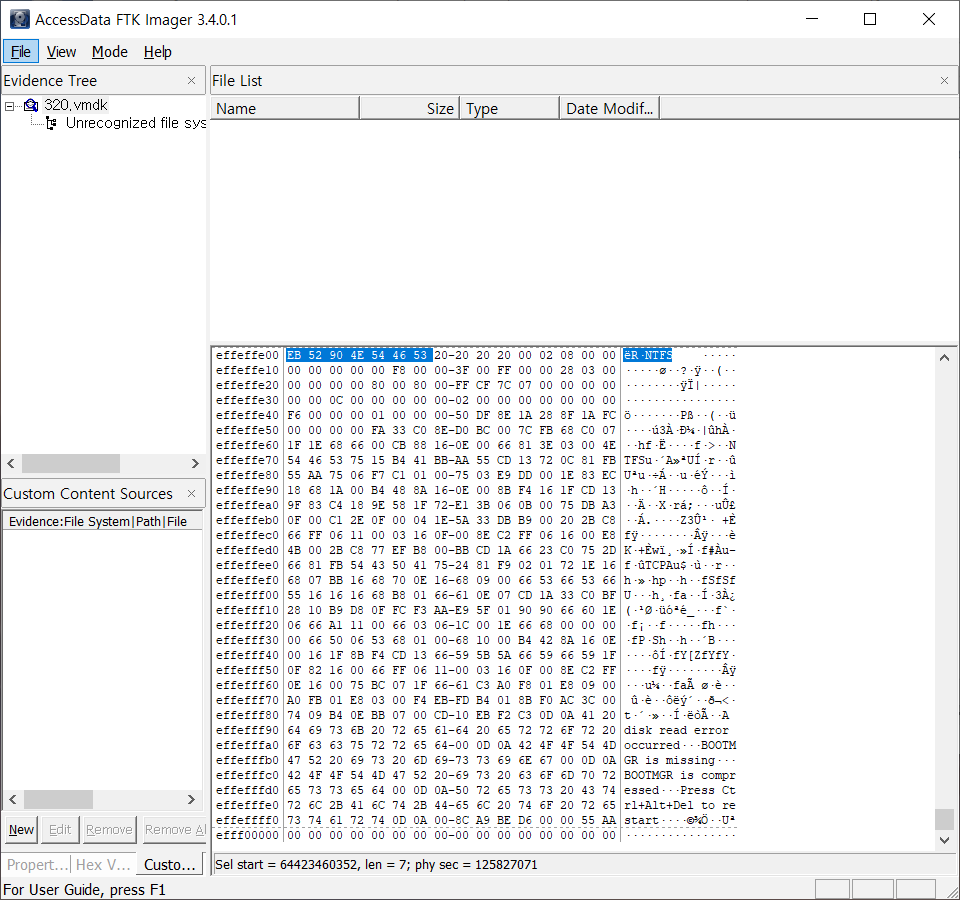 AccessData FTK Imager 3.4.0.1
File View Mode Help
Evidence Tree
320.vmdk
Unrecognized file sys
Custom Content Sources
Evidence:File System|Path|File
New Edit Remove Remove Al
Propert... Hex V... Custo...
File List
Name Size Type Date Modif...
effeffe00 EB 52 90 4E 54 46 53 20-20 20 20 00 02 08 00 00 ëR·NTFS    ·····
effeffe10 00 00 00 00 00 F8 00 00-3F 00 FF 00 00 28 03 00 ·····ø··?·ÿ··(··
effeffe20 00 00 00 00 80 00 80 00-FF CF 7C 07 00 00 00 00 ········ÿÏ|·····
effeffe30 00 00 0C 00 00 00 00 00-02 00 00 00 00 00 00 00 ················
effeffe40 F6 00 00 00 01 00 00 00-50 DF 8E 1A 28 8F 1A FC ö·······Pß··(··ü
effeffe50 00 00 00 00 FA 33 C0 8E-D0 BC 00 7C FB 68 C0 07 ····ú3À·Ð¼·|ûhÀ·
effeffe60 1F 1E 68 66 00 CB 88 16-0E 00 66 81 3E 03 00 4E ··hf·Ë····f·>··N
effeffe70 54 46 53 75 15 B4 41 BB-AA 55 CD 13 72 0C 81 FB TFSu·´A»ªUÍ·r··û
effeffe80 55 AA 75 06 F7 C1 01 00-75 03 E9 DD 00 1E 83 EC Uªu·÷Á··u·éÝ···ì
effeffe90 18 68 1A 00 B4 48 8A 16-0E 00 8B F4 16 1F CD 13 ·h··´H·····ô··Í·
effeffea0 9F 83 C4 18 9E 58 1F 72-E1 3B 06 0B 00 75 DB A3 ··Ä··X·rá;···uÛ£
effeffeb0 0F 00 C1 2E 0F 00 04 1E-5A 33 DB B9 00 20 2B C8 ··Á.····Z3Û¹· +È
effeffec0 66 FF 06 11 00 03 16 0F-00 8E C2 FF 06 16 00 E8 fÿ········Âÿ···è
effeffed0 4B 00 2B C8 77 EF B8 00-BB CD 1A 66 23 C0 75 2D K·+Èwï¸·»Í·f#Àu-
effeffee0 66 81 FB 54 43 50 41 75-24 81 F9 02 01 72 1E 16 f·ûTCPAu$·ù··r··
effeffef0 68 07 BB 16 68 70 0E 16-68 09 00 66 53 66 53 66 h·»·hp··h··fSfSf
effefff00 55 16 16 16 68 B8 01 66-61 0E 07 CD 1A 33 C0 BF U···h¸·fa··Í·3À¿
effefff10 28 10 B9 D8 0F FC F3 AA-E9 5F 01 90 90 66 60 1E (·¹Ø·üóªé_···f`·
effefff20 06 66 A1 11 00 66 03 06-1C 00 1E 66 68 00 00 00 ·f¡··f·····fh···
effefff30 00 66 50 06 53 68 01 00-68 10 00 B4 42 8A 16 0E ·fP·Sh··h··´B···
effefff40 00 16 1F 8B F4 CD 13 66-59 5B 5A 66 59 66 59 1F ····ôÍ·fY[ZfYfY·
effefff50 0F 82 16 00 66 FF 06 11-00 03 16 0F 00 8E C2 FF ····fÿ········Âÿ
effefff60 0E 16 00 75 BC 07 1F 66-61 C3 A0 F8 01 E8 09 00 ···u¼··faÃ ø·è··
effefff70 A0 FB 01 E8 03 00 F4 EB-FD B4 01 8B F0 AC 3C 00  û·è··ôëý´··ð¬<·
effefff80 74 09 B4 0E BB 07 00 CD-10 EB F2 C3 0D 0A 41 20 t·´·»··Í·ëòÃ··A
effefff90 64 69 73 6B 20 72 65 61-64 20 65 72 72 6F 72 20 disk read error
effefffa0 6F 63 63 75 72 72 65 64-00 0D 0A 42 4F 4F 54 4D occurred···BOOTM
effefffb0 47 52 20 69 73 20 6D 69-73 73 69 6E 67 00 0D 0A GR is missing···
effefffc0 42 4F 4F 54 4D 47 52 20-69 73 20 63 6F 6D 70 72 BOOTMGR is compr
effefffd0 65 73 73 65 64 00 0D 0A-50 72 65 73 73 20 43 74 essed···Press Ct
effefffe0 72 6C 2B 41 6C 74 2B 44-65 6C 20 74 6F 20 72 65 rl+Alt+Del to re
effeffff0 73 74 61 72 74 0D 0A 00-8C A9 BE D6 00 00 55 AA start····©¾Ö··Uª
efff00000 00 00 00 00 00 00 00 00-00 00 00 00 00 00 00 00 ················
Sel start = 64423460352, len = 7; phy sec = 125827071
For User Guide, press F1